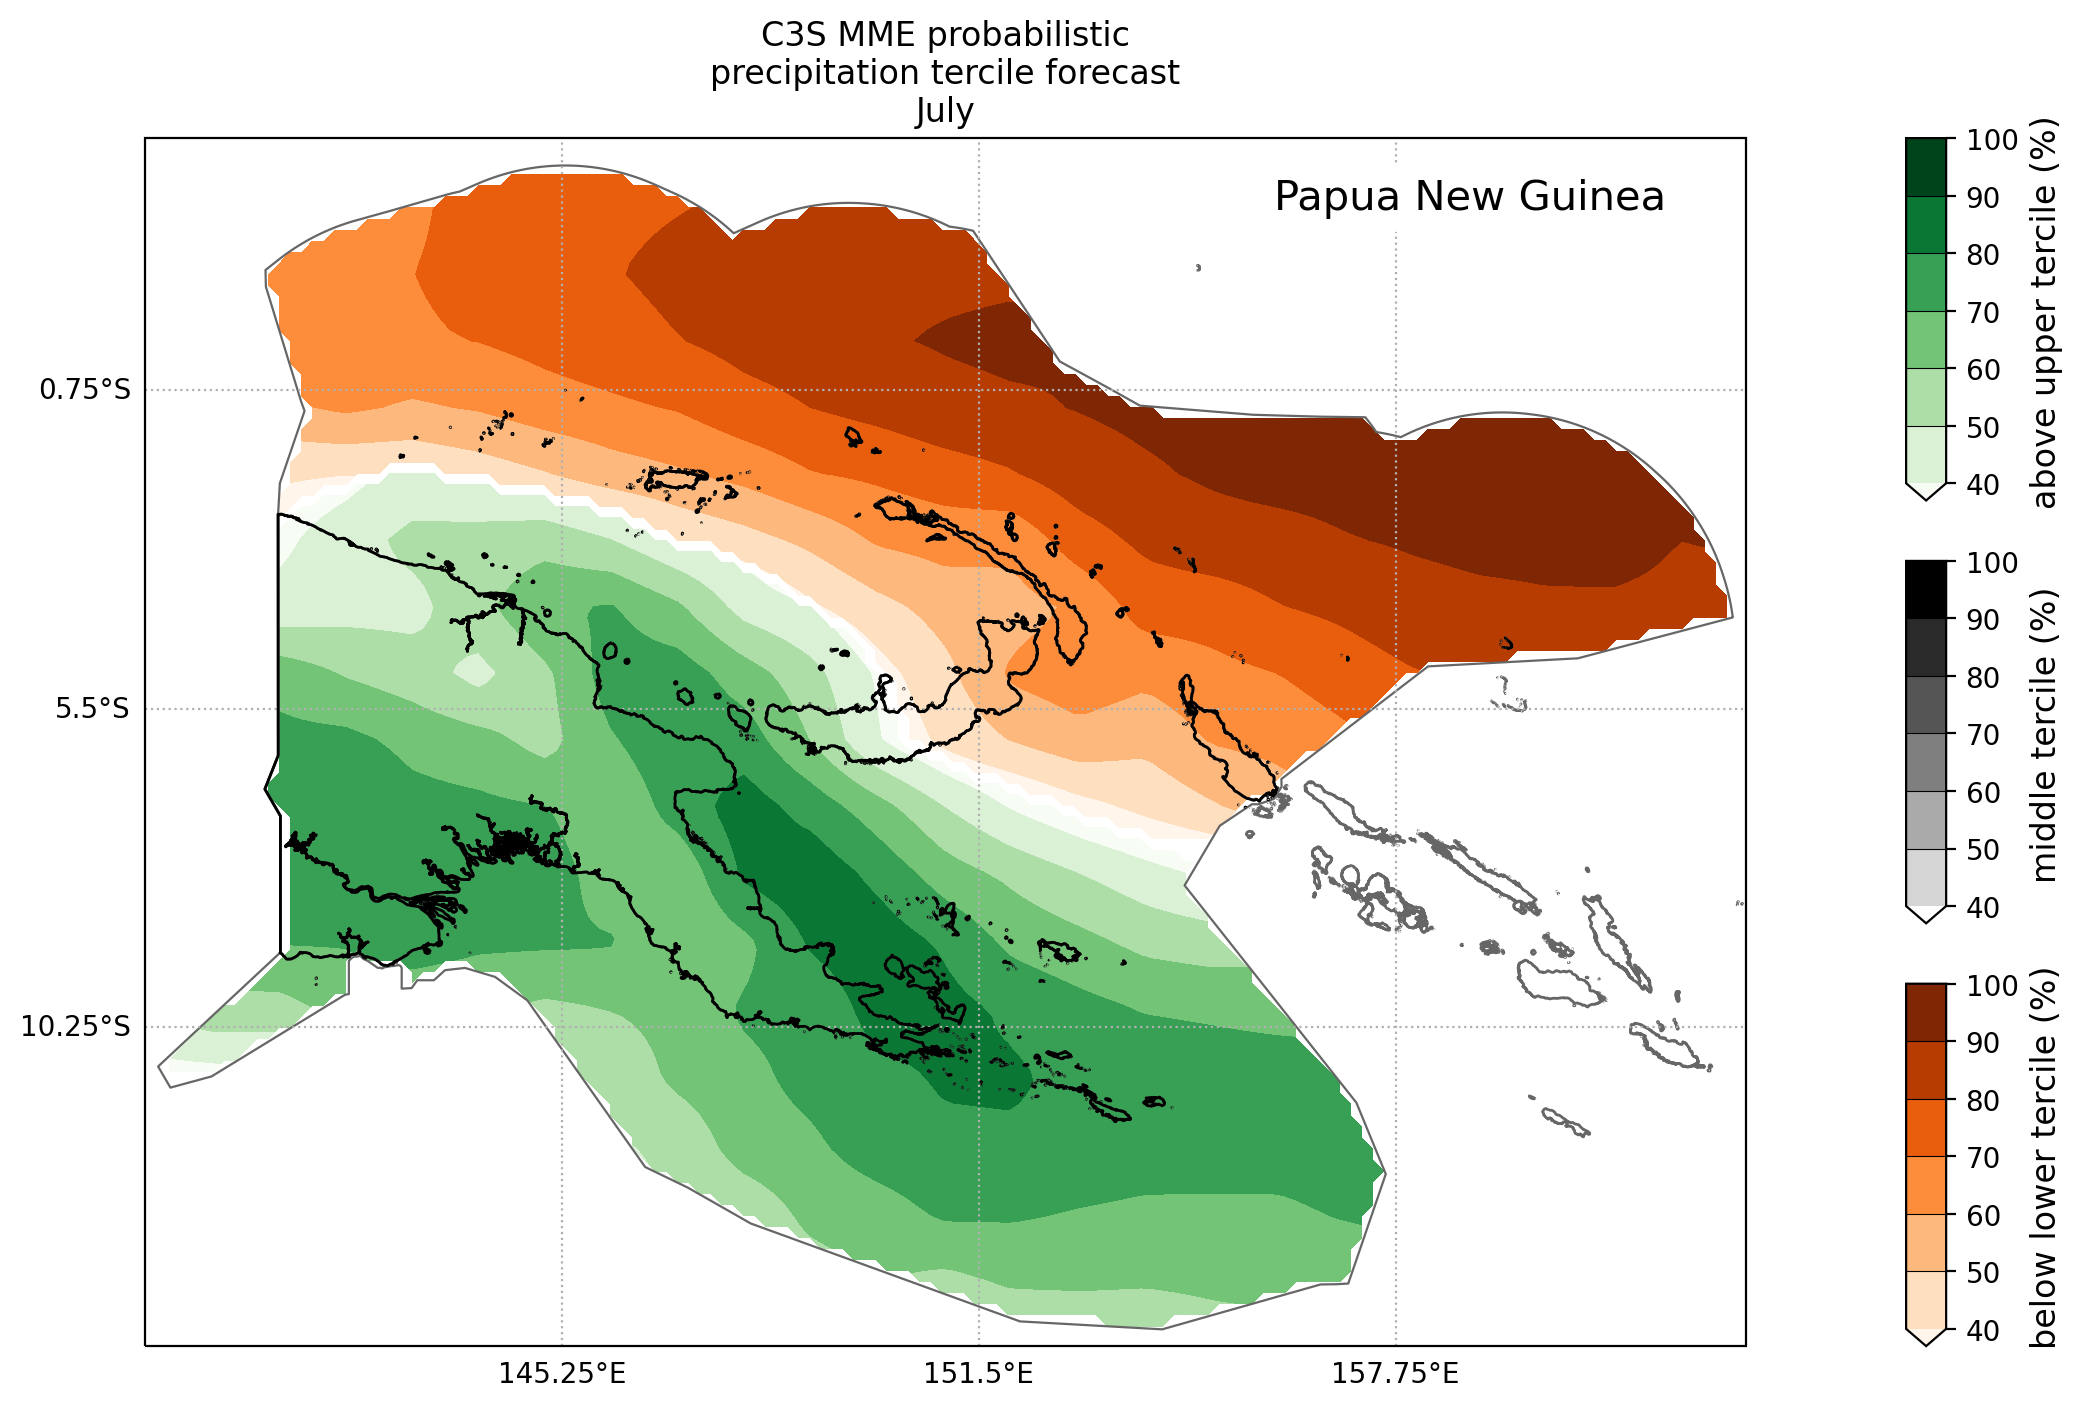 C3S MME probabilistic
precipitation tercile forecast
July
Papua New Guinea
0.75°S
5.5°S
10.25°S
145.25°E
151.5°E
157.75°E
100
90
80
70
60
50
40
above upper tercile (%)
100
90
80
70
60
50
40
middle tercile (%)
100
90
80
70
60
50
40
below lower tercile (%)